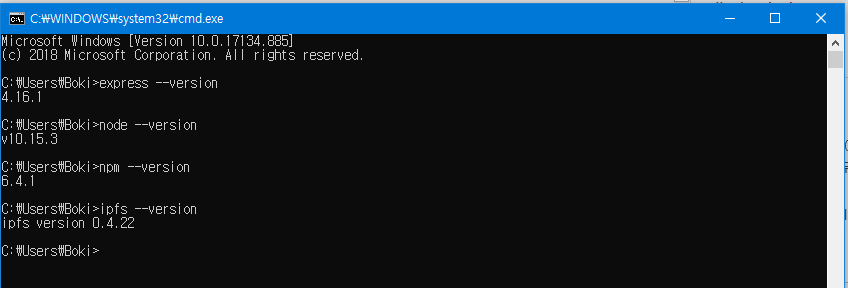 C:₩WINDOWS₩system32₩cmd.exe
Microsoft Windows [Version 10.0.17134.885]
(c) 2018 Microsoft Corporation. All rights reserved.
C:₩Users₩Boki>express --version
4.16.1
C:₩Users₩Boki>node --version
v10.15.3
C:₩Users₩Boki>npm --version
6.4.1
C:₩Users₩Boki>ipfs --version
ipfs version 0.4.22
C:₩Users₩Boki>